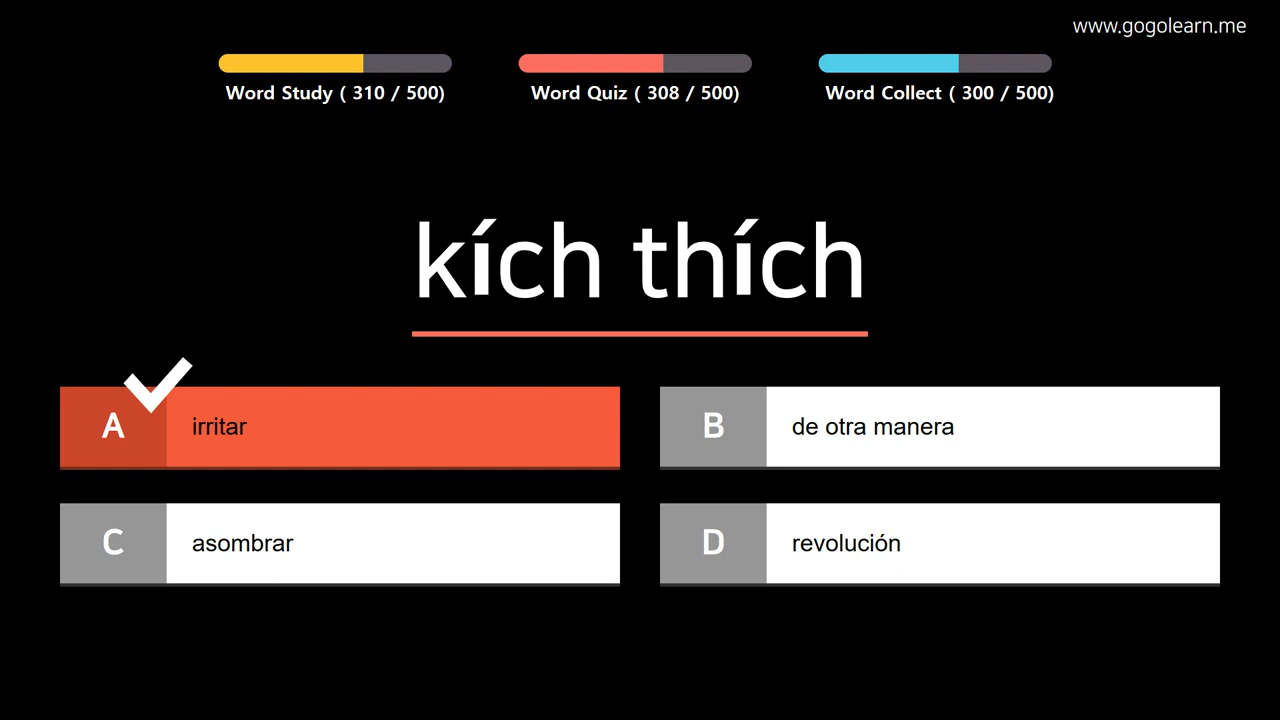 www.gogolearn.me
Word Study ( 310 / 500)
Word Quiz ( 308 / 500)
Word Collect ( 300 / 500)
kích thích
A irritar
B de otra manera
C asombrar
D revolución